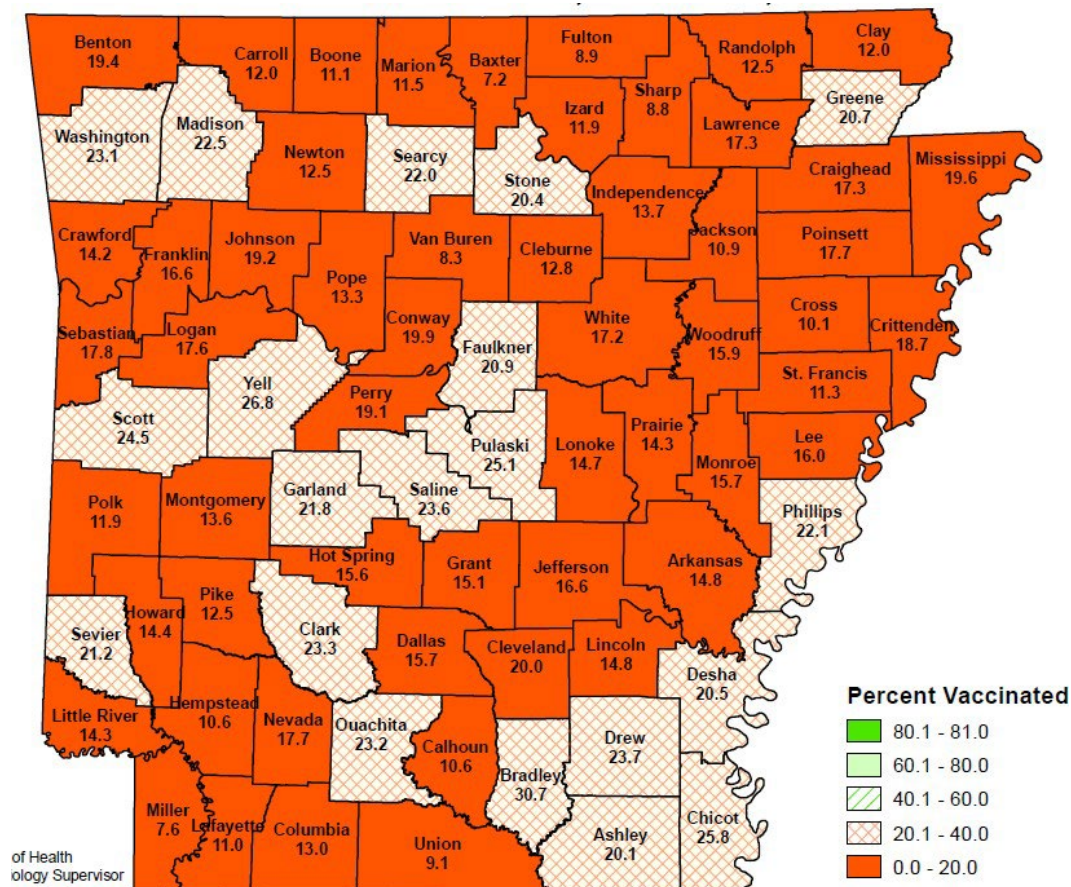 Benton
19.4
Carroll
12.0
Boone
11.1
Marion
11.5
Baxter
7.2
Fulton
8.9
Randolph
12.5
Clay
12.0
Washington
23.1
Madison
22.5
Newton
12.5
Searcy
22.0
Stone
20.4
Izard
11.9
Sharp
8.8
Lawrence
17.3
Greene
20.7
Independence
13.7
Craighead
17.3
Mississippi
19.6
Crawford
14.2
Franklin
16.6
Johnson
19.2
Pope
13.3
Van Buren
8.3
Cleburne
12.8
Jackson
10.9
Poinsett
17.7
Sebastian
17.8
Logan
17.6
Conway
19.9
Faulkner
20.9
White
17.2
Woodruff
15.9
Cross
10.1
Crittenden
18.7
Scott
24.5
Yell
26.8
Perry
19.1
Pulaski
25.1
Lonoke
14.7
Prairie
14.3
St. Francis
11.3
Lee
16.0
Monroe
15.7
Polk
11.9
Montgomery
13.6
Garland
21.8
Saline
23.6
Phillips
22.1
Hot Spring
15.6
Grant
15.1
Jefferson
16.6
Arkansas
14.8
Sevier
21.2
Howard
14.4
Pike
12.5
Clark
23.3
Dallas
15.7
Cleveland
20.0
Lincoln
14.8
Desha
20.5
Little River
14.3
Hempstead
10.6
Nevada
17.7
Ouachita
23.2
Calhoun
10.6
Bradley
30.7
Drew
23.7
Chicot
25.8
Miller
7.6
Lafayette
11.0
Columbia
13.0
Union
9.1
Ashley
20.1
Percent Vaccinated
80.1 - 81.0
60.1 - 80.0
40.1 - 60.0
20.1 - 40.0
0.0 - 20.0
of Health
ology Supervisor